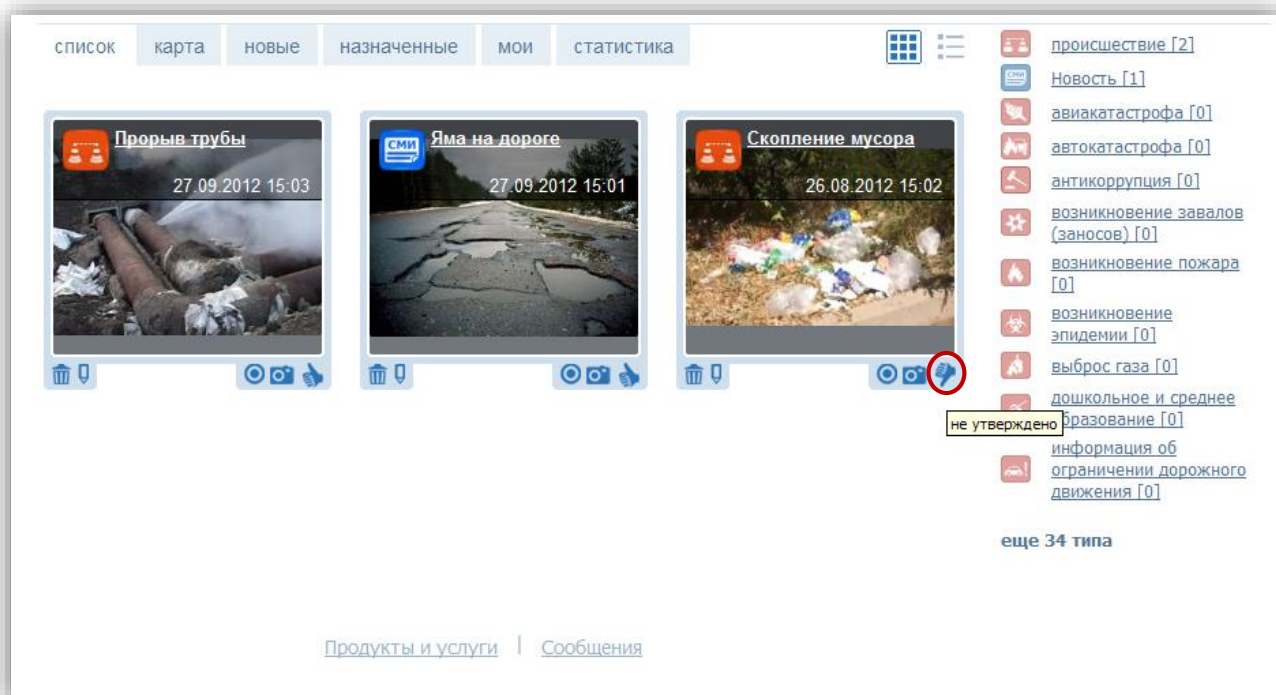 список карта новые назначенные мои статистика
Прорыв трубы
27.09.2012 15:03
СМИ
Яма на дороге
27.09.2012 15:01
Скопление мусора
26.08.2012 15:02
не утверждено
происшествие [2]
СМИ
Новость [1]
авиакатастрофа [0]
автокатастрофа [0]
антикоррупция [0]
возникновение завалов
(заносов) [0]
возникновение пожара
[0]
возникновение
эпидемии [0]
выброс газа [0]
дошкольное и среднее
бразование [0]
информация об
ограничении дорожного
движения [0]
еще 34 типа
Продукты и услуги | Сообщения